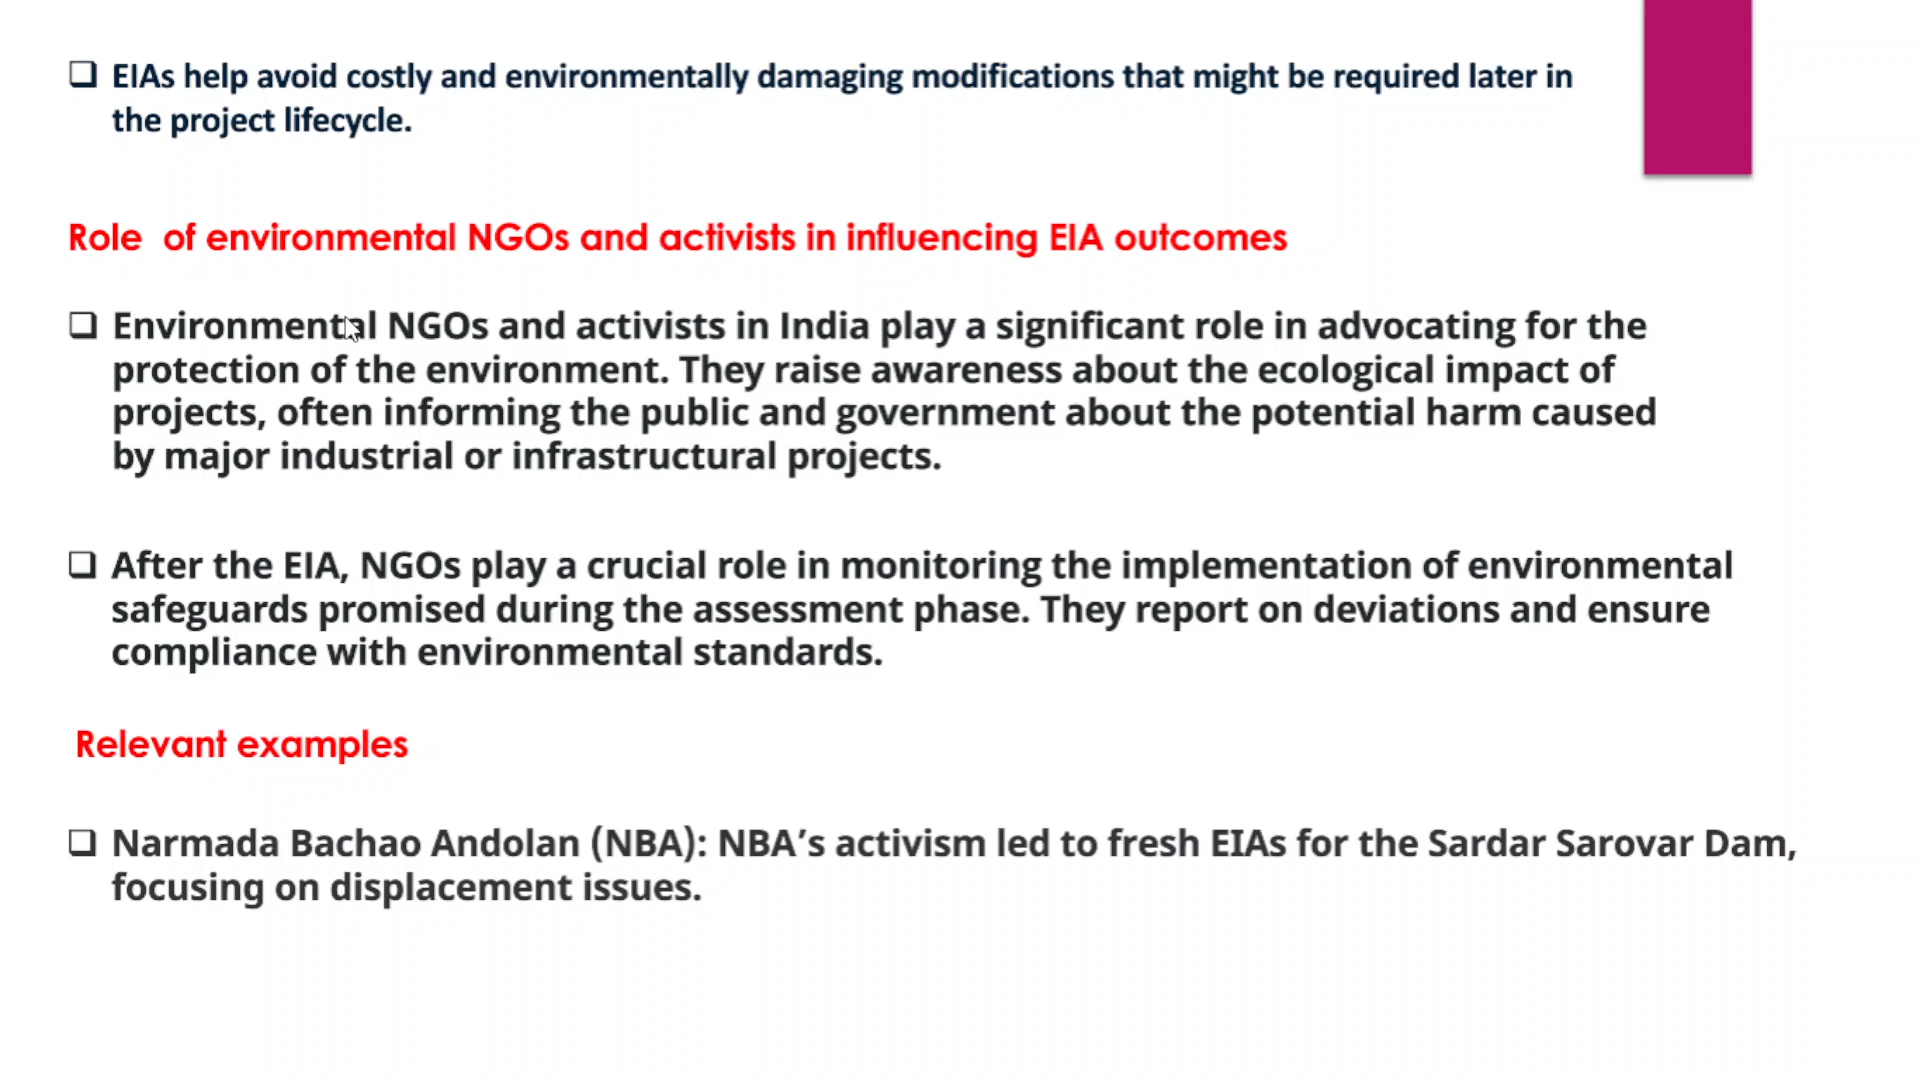 ❑ EIAs help avoid costly and environmentally damaging modifications that might be required later in
the project lifecycle.
Role of environmental NGOs and activists in influencing EIA outcomes
❑ Environmental NGOs and activists in India play a significant role in advocating for the
protection of the environment. They raise awareness about the ecological impact of
projects, often informing the public and government about the potential harm caused
by major industrial or infrastructural projects.
❑ After the EIA, NGOs play a crucial role in monitoring the implementation of environmental
safeguards promised during the assessment phase. They report on deviations and ensure
compliance with environmental standards.
Relevant examples
❑ Narmada Bachao Andolan (NBA): NBA’s activism led to fresh EIAs for the Sardar Sarovar Dam,
focusing on displacement issues.